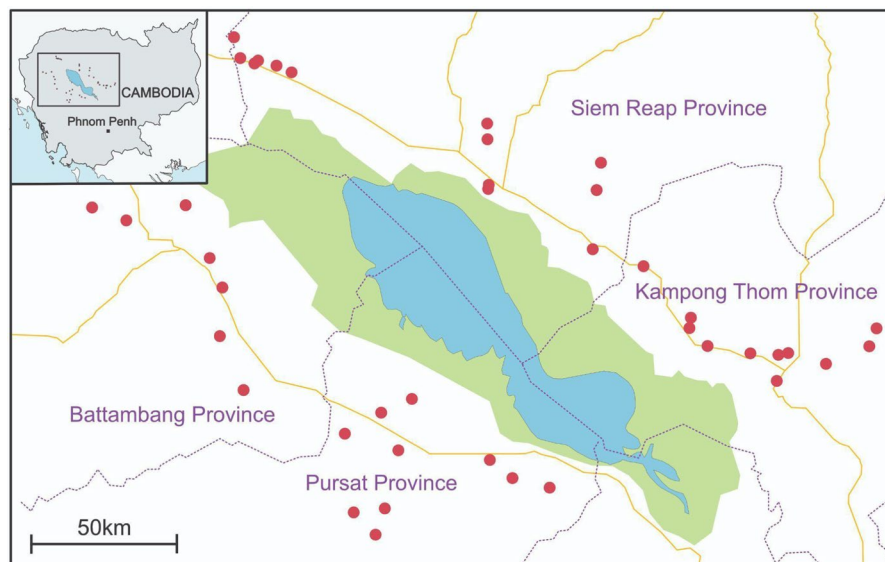 CAMBODIA
Phnom Penh
Siem Reap Province
Kampong Thom Province
Battambang Province
Pursat Province
50km